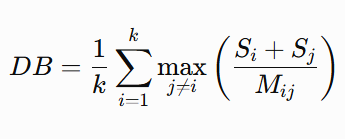 DB = \frac{1}{k} \sum_{i=1}^{k} \max_{j \neq i} \left( \frac{S_i + S_j}{M_{ij}} \right)